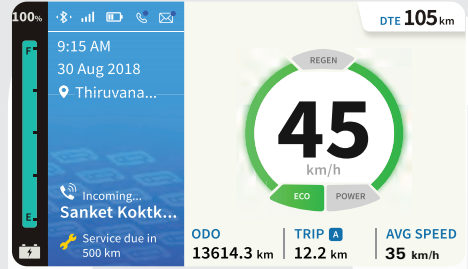 100%
F
E
9:15 AM
30 Aug 2018
Thiruvana...
Incoming...
Sanket Koktk...
Service due in
500 km
DTE 105 km
REGEN
45
km/h
ECO POWER
ODO
13614.3 km
TRIP A
12.2 km
AVG SPEED
35 km/h